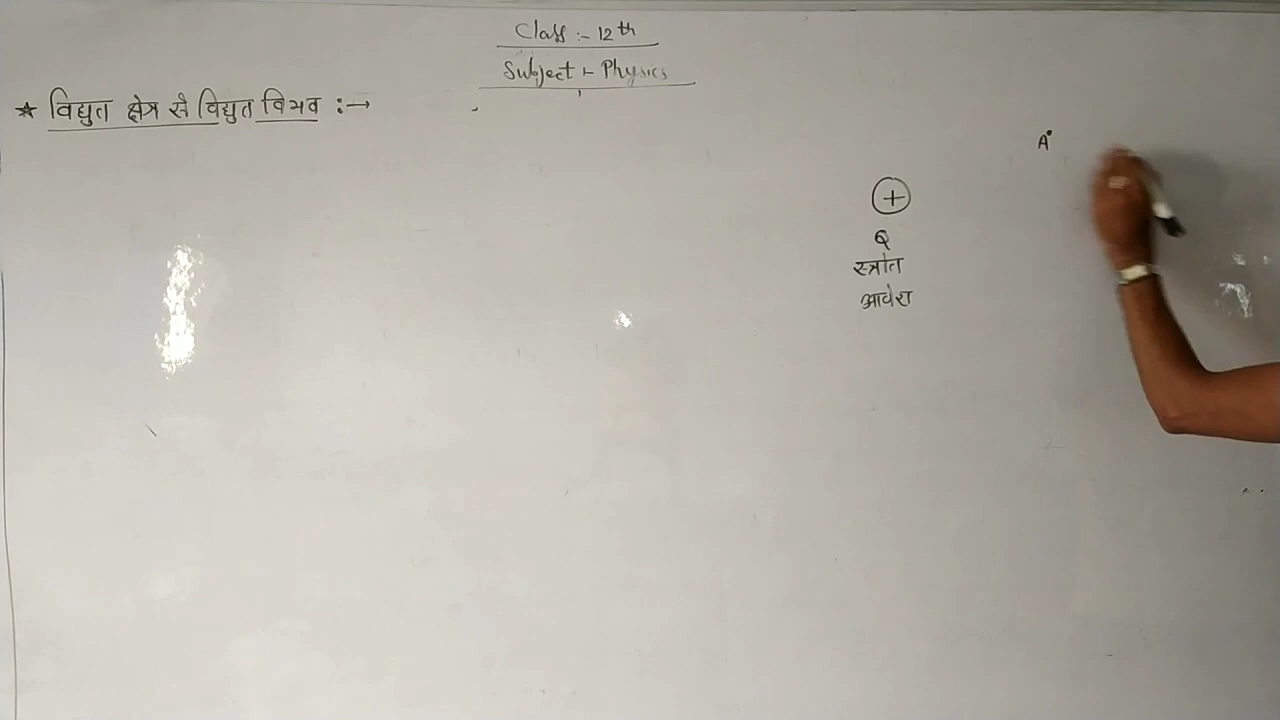 Class :- 12th
Subject :- Physics
★ विद्युत क्षेत्र से विद्युत विभव :→
A
+
Q
स्त्रोत
आवेश